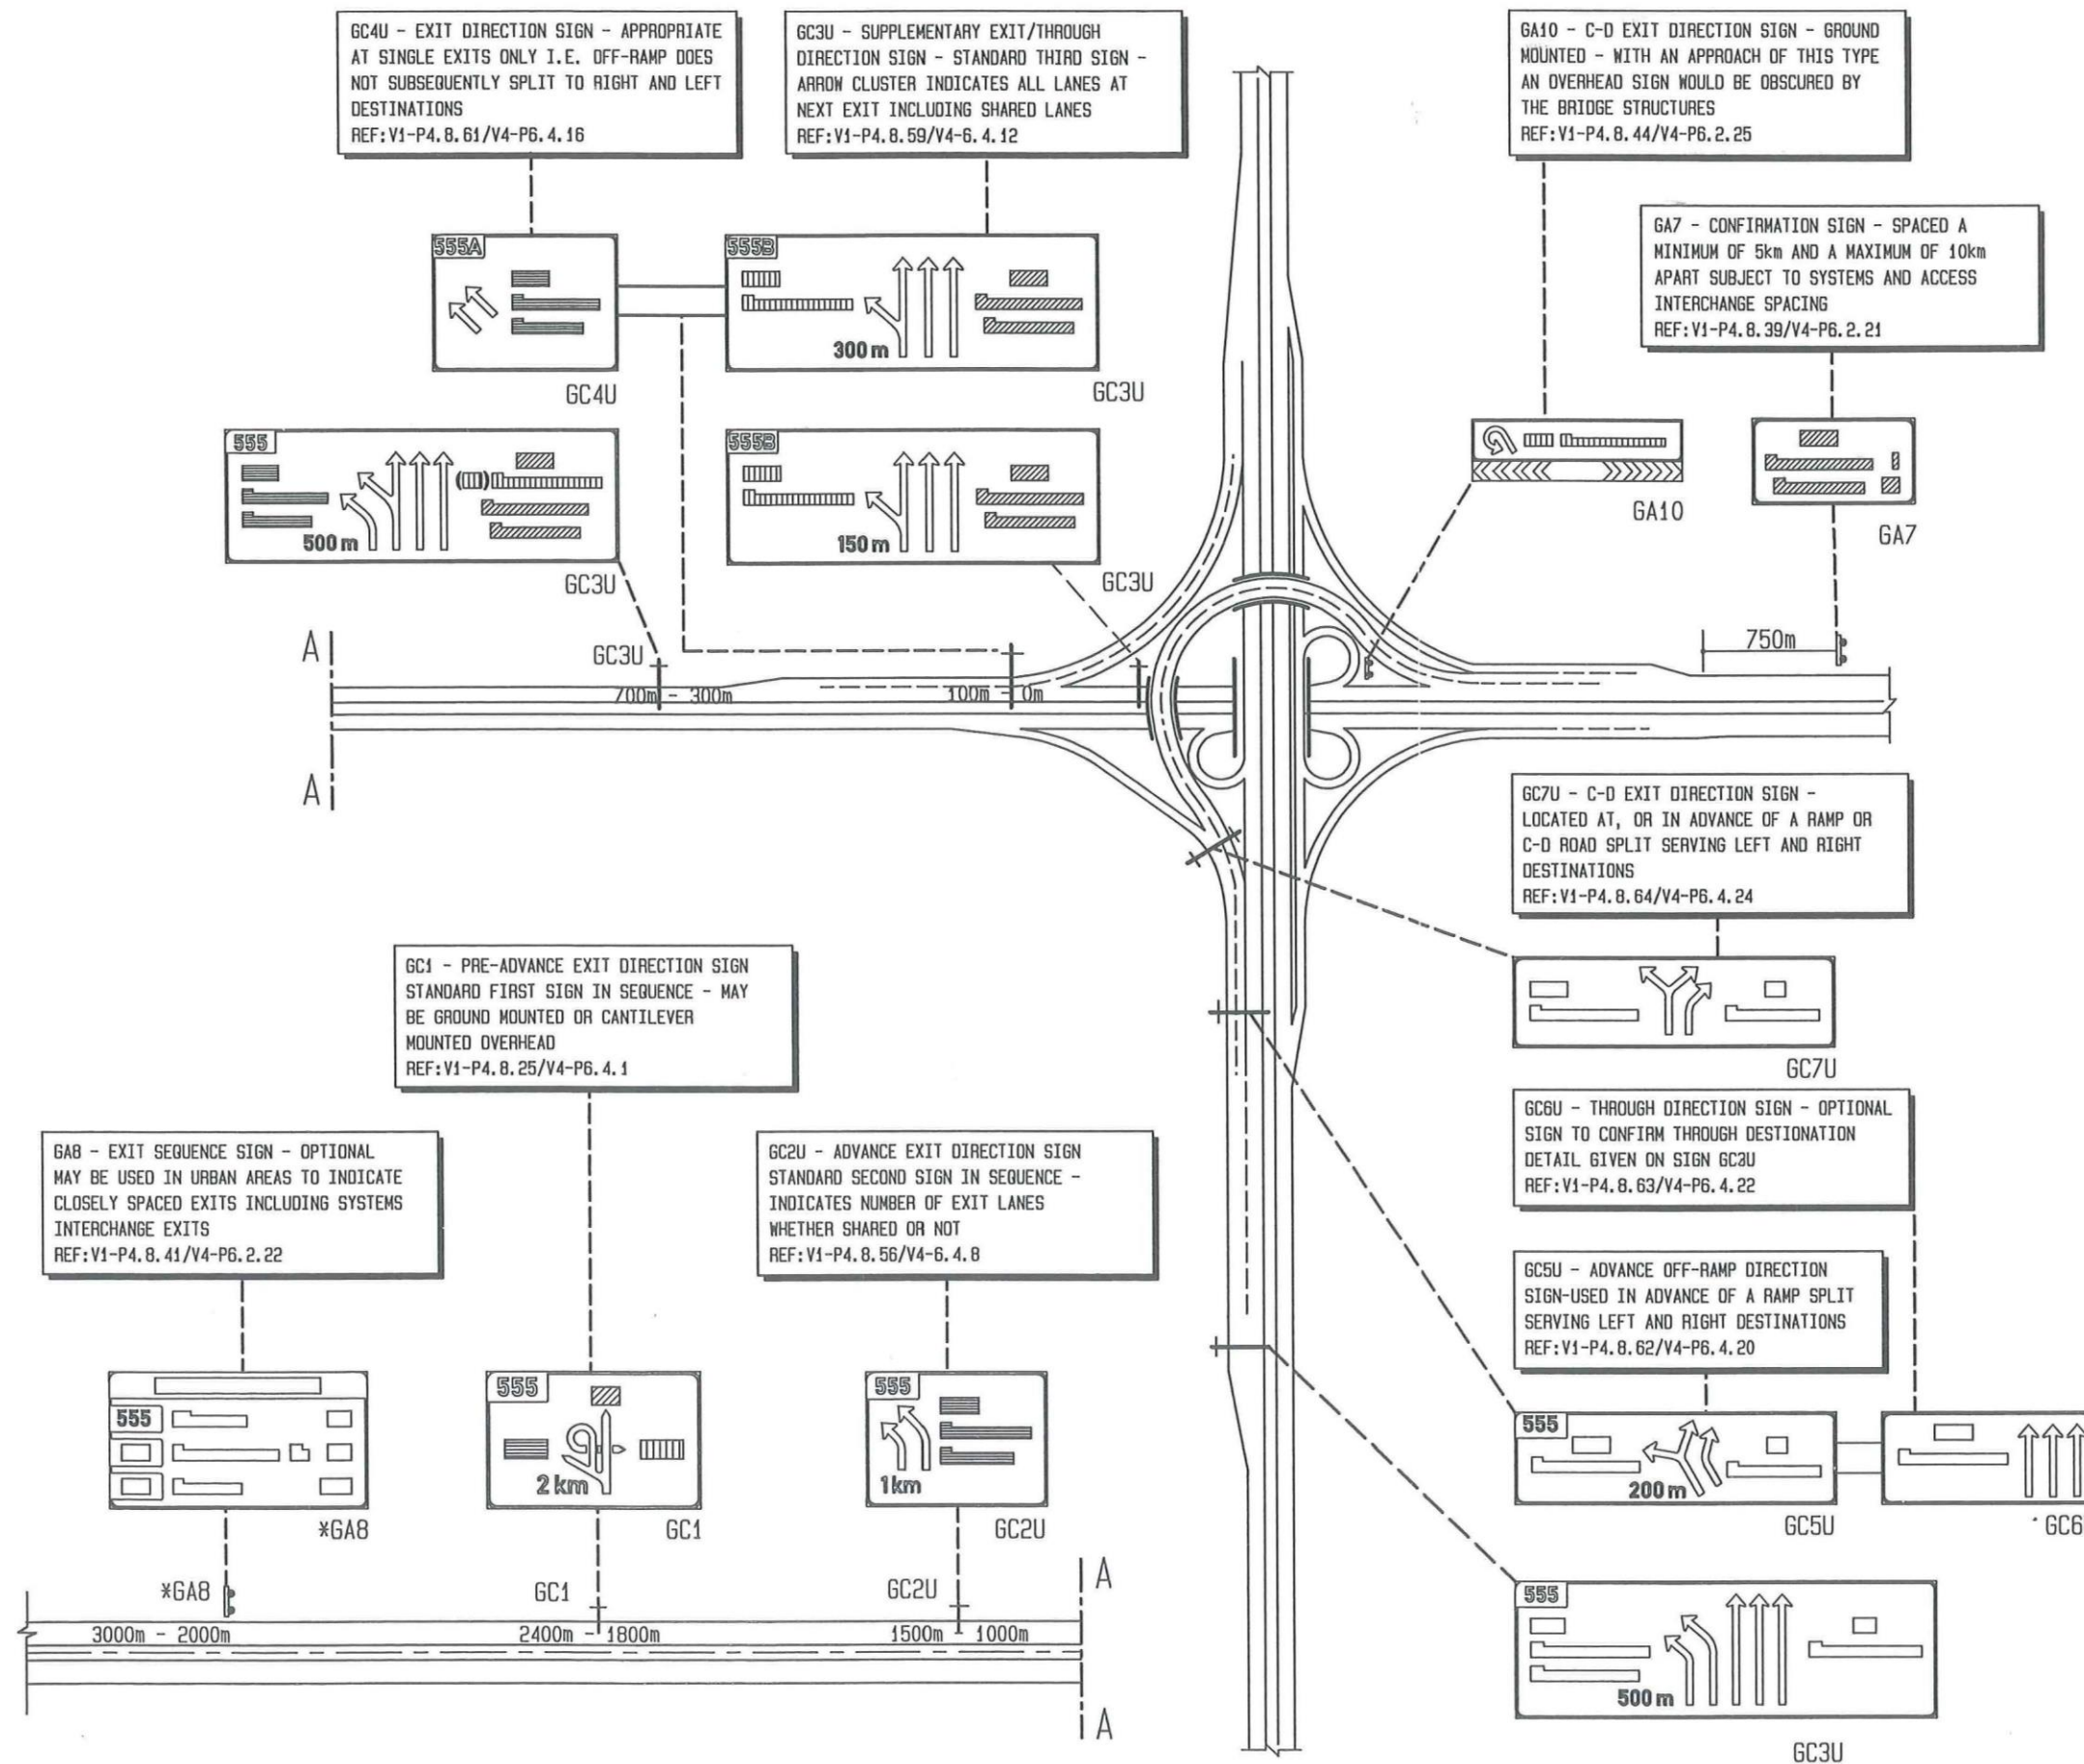 GC4U - EXIT DIRECTION SIGN - APPROPRIATE
AT SINGLE EXITS ONLY I.E. OFF-RAMP DOES
NOT SUBSEQUENTLY SPLIT TO RIGHT AND LEFT
DESTINATIONS
REF:V1-P4.8.61/V4-P6.4.16
GC3U - SUPPLEMENTARY EXIT/THROUGH
DIRECTION SIGN - STANDARD THIRD SIGN -
ARROW CLUSTER INDICATES ALL LANES AT
NEXT EXIT INCLUDING SHARED LANES
REF:V1-P4.8.59/V4-6.4.12
GA10 - C-D EXIT DIRECTION SIGN - GROUND
MOUNTED - WITH AN APPROACH OF THIS TYPE
AN OVERHEAD SIGN WOULD BE OBSCURED BY
THE BRIDGE STRUCTURES
REF:V1-P4.8.44/V4-P6.2.25
GA7 - CONFIRMATION SIGN - SPACED A
MINIMUM OF 5km AND A MAXIMUM OF 10km
APART SUBJECT TO SYSTEMS AND ACCESS
INTERCHANGE SPACING
REF:V1-P4.8.39/V4-P6.2.21
555A
GC4U
555B
300 m
GC3U
555
500 m
GC3U
555B
150 m
GC3U
GA10
GA7
A
A
GC3U
700m - 300m
100m - 0m
750m
GC7U - C-D EXIT DIRECTION SIGN -
LOCATED AT, OR IN ADVANCE OF A RAMP OR
C-D ROAD SPLIT SERVING LEFT AND RIGHT
DESTINATIONS
REF:V1-P4.8.64/V4-P6.4.24
GC7U
GC1 - PRE-ADVANCE EXIT DIRECTION SIGN
STANDARD FIRST SIGN IN SEQUENCE - MAY
BE GROUND MOUNTED OR CANTILEVER
MOUNTED OVERHEAD
REF:V1-P4.8.25/V4-P6.4.1
GC6U - THROUGH DIRECTION SIGN - OPTIONAL
SIGN TO CONFIRM THROUGH DESTIONATION
DETAIL GIVEN ON SIGN GC3U
REF:V1-P4.8.63/V4-P6.4.22
GA8 - EXIT SEQUENCE SIGN - OPTIONAL
MAY BE USED IN URBAN AREAS TO INDICATE
CLOSELY SPACED EXITS INCLUDING SYSTEMS
INTERCHANGE EXITS
REF:V1-P4.8.41/V4-P6.2.22
GC2U - ADVANCE EXIT DIRECTION SIGN
STANDARD SECOND SIGN IN SEQUENCE -
INDICATES NUMBER OF EXIT LANES
WHETHER SHARED OR NOT
REF:V1-P4.8.56/V4-6.4.8
GC5U - ADVANCE OFF-RAMP DIRECTION
SIGN-USED IN ADVANCE OF A RAMP SPLIT
SERVING LEFT AND RIGHT DESTINATIONS
REF:V1-P4.8.62/V4-P6.4.20
555
*GA8
555
2 km
GC1
555
1km
GC2U
555
200 m
GC5U
GC6
*GA8
GC1
GC2U
3000m - 2000m
2400m - 1800m
1500m - 1000m
A
A
555
500 m
GC3U